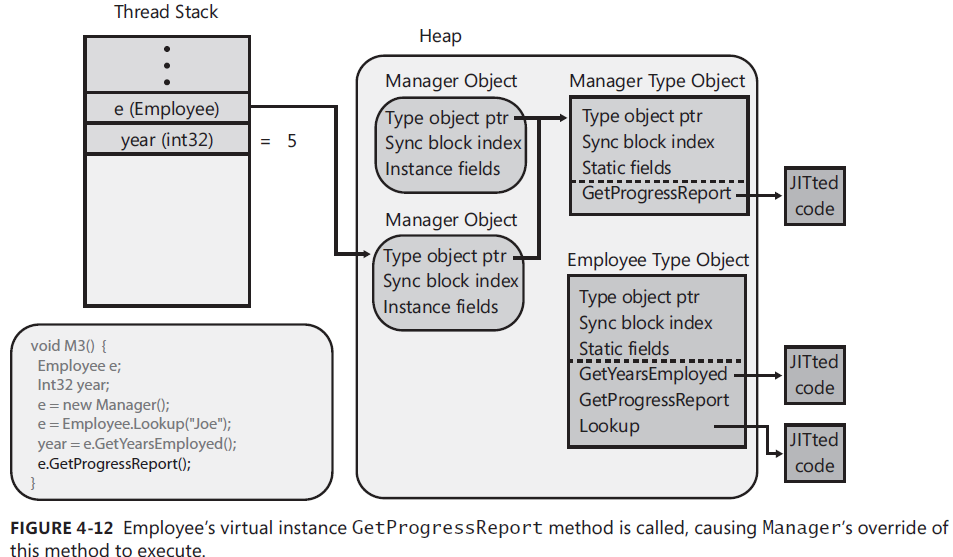 Thread Stack
e (Employee)
year (int32)
= 5
Heap
Manager Object
Type object ptr
Sync block index
Instance fields
Manager Object
Type object ptr
Sync block index
Instance fields
Manager Type Object
Type object ptr
Sync block index
Static fields
GetProgressReport
JITted
code
Employee Type Object
Type object ptr
Sync block index
Static fields
GetYearsEmployed
GetProgressReport
Lookup
JITted
code
JITted
code
void M3() {
Employee e;
Int32 year;
e = new Manager();
e = Employee.Lookup("Joe");
year = e.GetYearsEmployed();
e.GetProgressReport();
}
FIGURE 4-12 Employee's virtual instance GetProgressReport method is called, causing Manager's override of
this method to execute.